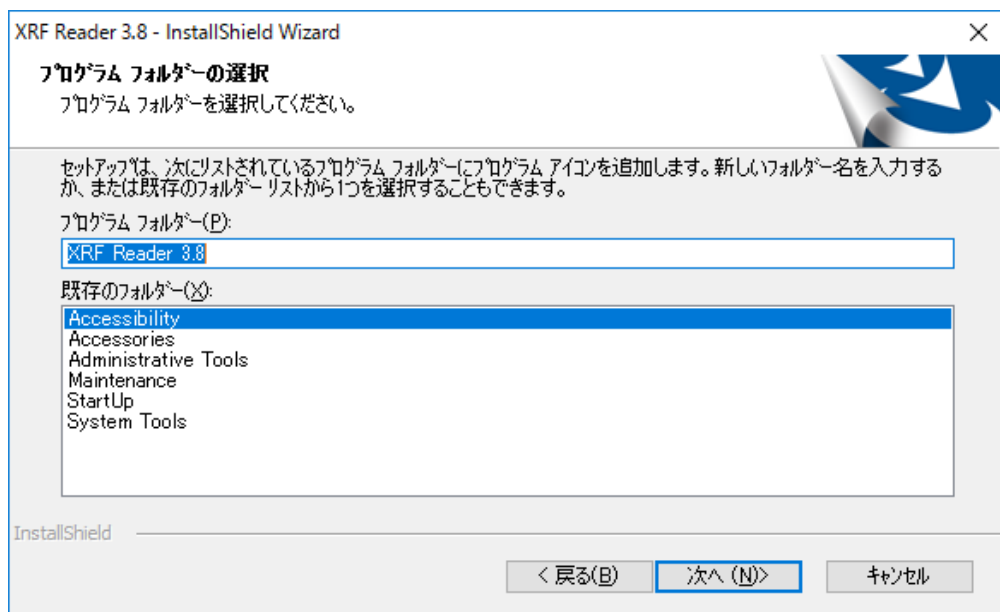 XRF Reader 3.8 - InstallShield Wizard
プログラム フォルダーの選択
プログラム フォルダーを選択してください。
セットアップは、次にリストされているプログラム フォルダーにプログラム アイコンを追加します。新しいフォルダー名を入力する
か、または既存のフォルダー リストから1つを選択することもできます。
プログラム フォルダー(P):
XRF Reader 3.8
既存のフォルダー(X):
Accessibility
Accessories
Administrative Tools
Maintenance
StartUp
System Tools
InstallShield
< 戻る(B)
次へ (N)>
キャンセル